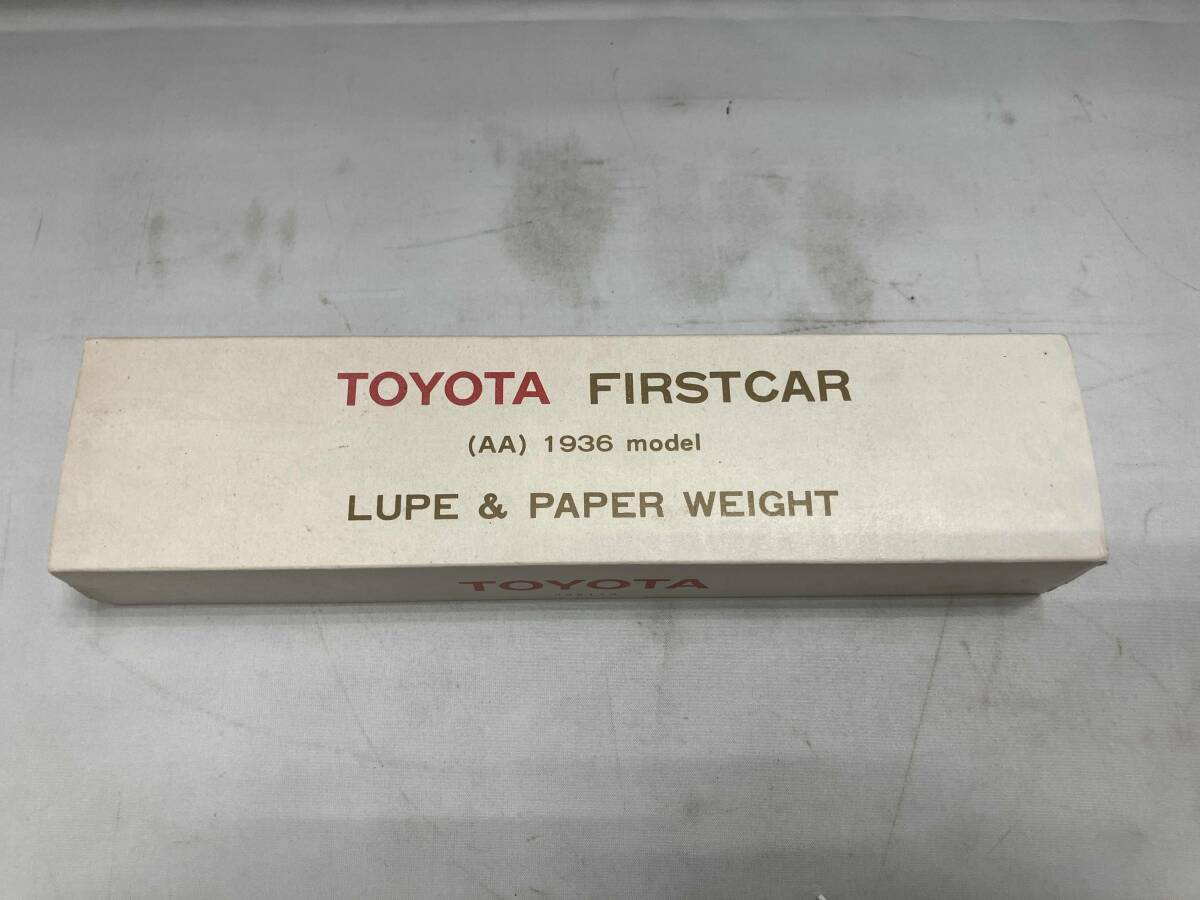 TOYOTA FIRSTCAR
(AA) 1936 model
LUPE & PAPER WEIGHT
TOYOTA